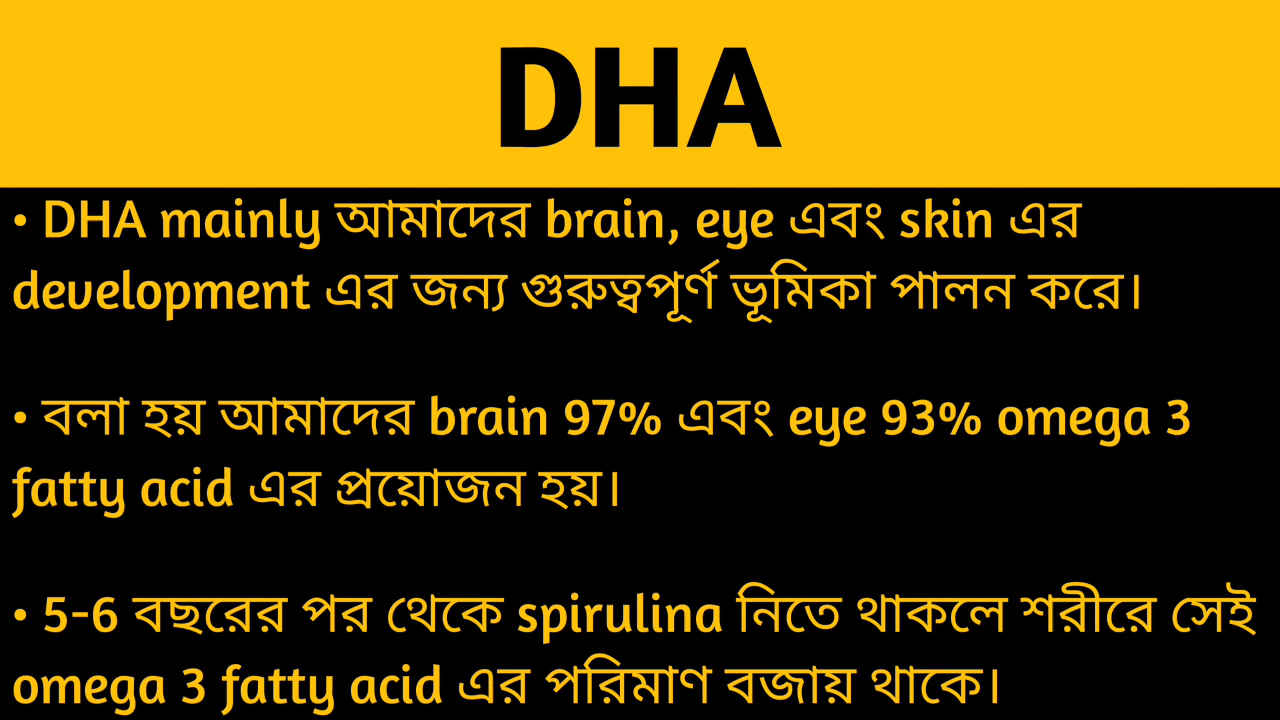 DHA
• DHA mainly আমাদের brain, eye এবং skin এর
development এর জন্য গুরুত্বপূর্ণ ভূমিকা পালন করে।
• বলা হয় আমাদের brain 97% এবং eye 93% omega 3
fatty acid এর প্রয়োজন হয়।
• 5-6 বছরের পর থেকে spirulina নিতে থাকলে শরীরে সেই
omega 3 fatty acid এর পরিমাণ বজায় থাকে।